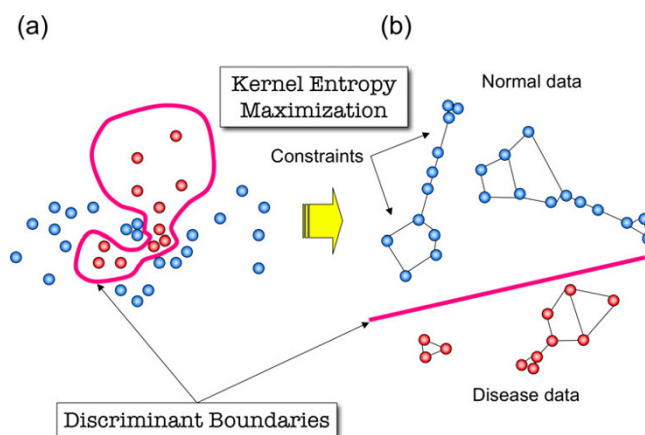 (a)
(b)
Kernel Entropy
Maximization
Normal data
Constraints
Discriminant Boundaries
Disease data